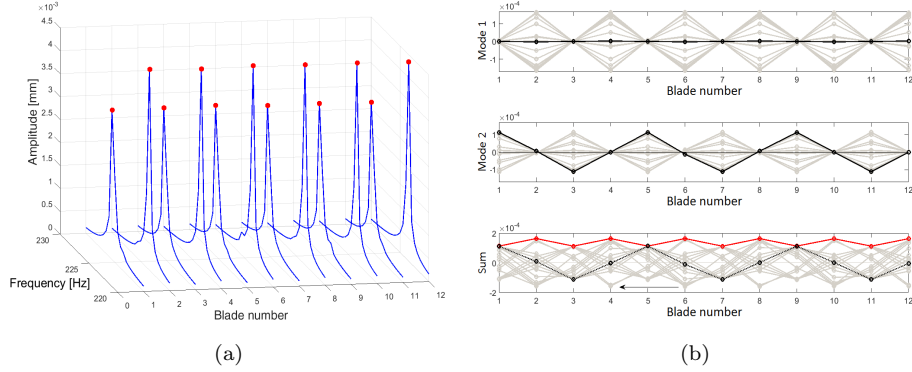 ×10⁻³
4.5
4
3.5
3
2.5
2
1.5
1
0.5
0
Amplitude [mm]
230
225
220
Frequency [Hz]
0 1 2 3 4 5 6 7 8 9 10 11 12
Blade number
(a)
×10⁻⁴
1
0
-1
Mode 1
1 2 3 4 5 6 7 8 9 10 11 12
Blade number
×10⁻⁴
1
0
-1
Mode 2
1 2 3 4 5 6 7 8 9 10 11 12
Blade number
×10⁻⁴
2
0
-2
Sum
1 2 3 4 5 6 7 8 9 10 11 12
Blade number
(b)